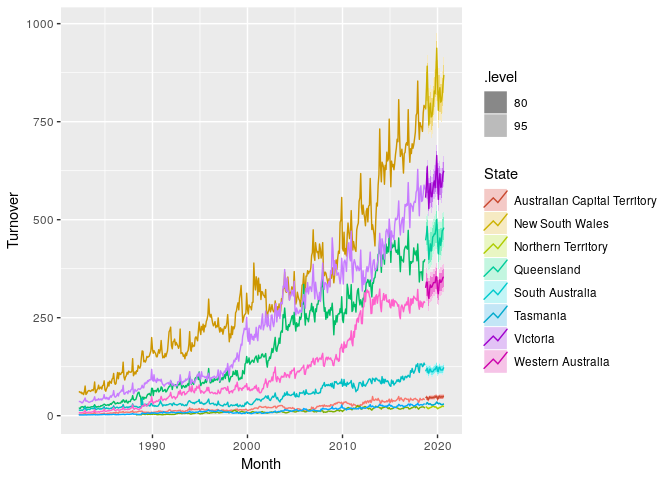 1000
750
500
250
0
Turnover
1990
2000
2010
2020
Month
.level
80
95
State
Australian Capital Territory
New South Wales
Northern Territory
Queensland
South Australia
Tasmania
Victoria
Western Australia